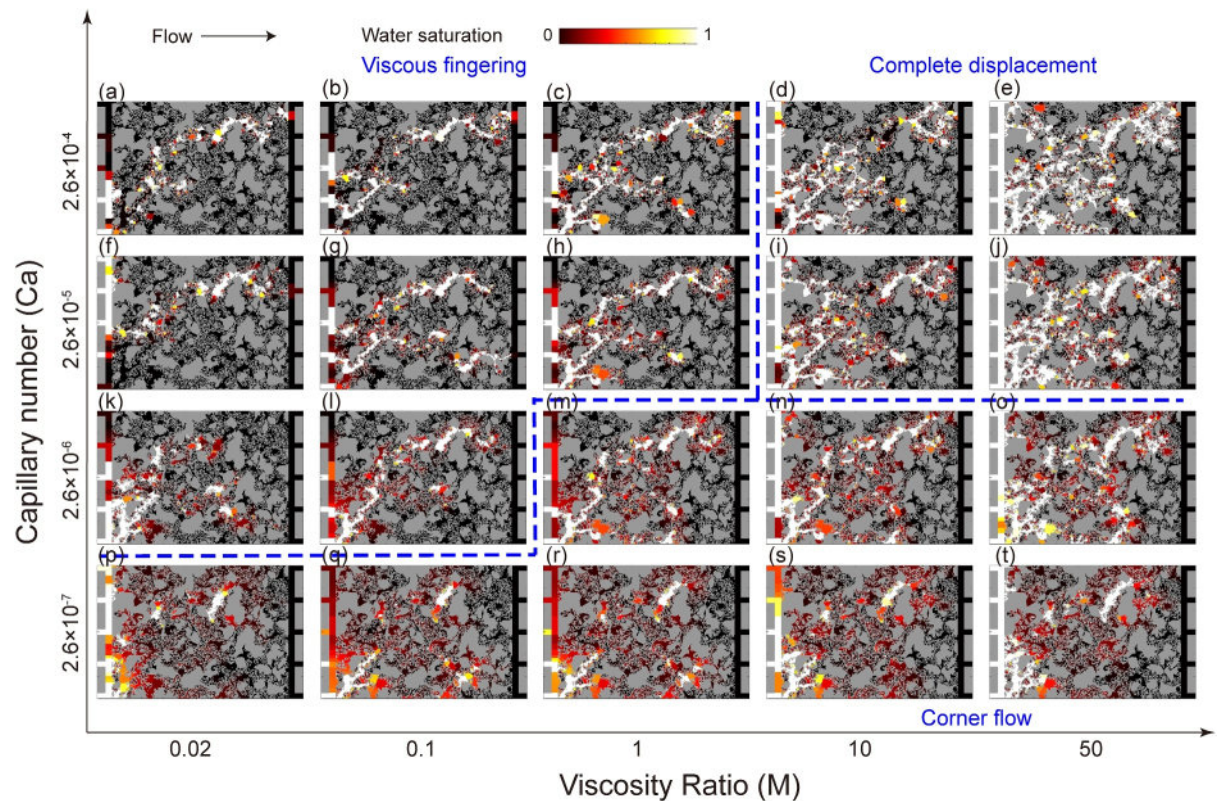 Flow
Water saturation
0
1
Viscous fingering
Complete displacement
(a)
(b)
(c)
(d)
(e)
2.6×10-4
(f)
(g)
(h)
(i)
(j)
2.6×10-5
(k)
(l)
(m)
(n)
(o)
2.6×10-6
(p)
(q)
(r)
(s)
(t)
2.6×10-7
Capillary number (Ca)
Corner flow
0.02
0.1
1
10
50
Viscosity Ratio (M)